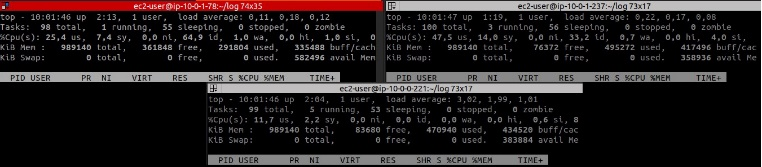 ec2-user@ip-10-0-1-78:~/log 74x35
top - 10:01:46 up  2:13,  1 user,  load average: 0,11, 0,18, 0,12
Tasks:  98 total,   1 running,  55 sleeping,   0 stopped,   0 zombie
%Cpu(s): 25,4 us,  7,4 sy,  0,0 ni, 64,9 id,  0,0 wa,  1,0 hi,  1,0 si,  0
KiB Mem :   989140 total,   361848 free,   291804 used,   335488 buff/cach
KiB Swap:        0 total,        0 free,        0 used.   582496 avail Mem
PID USER      PR  NI    VIRT    RES    SHR S %CPU %MEM     TIME+
ec2-user@ip-10-0-1-237:~/log 73x17
top - 10:01:47 up  1:19,  1 user,  load average: 0,22, 0,17, 0,08
Tasks: 100 total,   3 running,  56 sleeping,   0 stopped,   0 zombie
%Cpu(s): 47,5 us, 14,0 sy,  0,0 ni, 33,2 id,  0,7 wa,  0,0 hi,  4,0 si,
KiB Mem :   989140 total,    76372 free,   495272 used,   417496 buff/cac
KiB Swap:        0 total,        0 free,        0 used.   358936 avail Me
PID USER      PR  NI    VIRT    RES    SHR S %CPU %MEM     TIME+
ec2-user@ip-10-0-0-221:~/log 73x17
top - 10:01:46 up  2:04,  1 user,  load average: 3,02, 1,99, 1,01
Tasks:  99 total,   5 running,  53 sleeping,   0 stopped,   0 zombie
%Cpu(s): 11,7 us,  2,2 sy,  0,0 ni,  0,0 id,  0,0 wa,  0,0 hi,  0,6 si, 8
KiB Mem :   989140 total,    83680 free,   470940 used,   434520 buff/cac
KiB Swap:        0 total,        0 free,        0 used.   383884 avail Me
PID USER      PR  NI    VIRT    RES    SHR S %CPU %MEM     TIME+